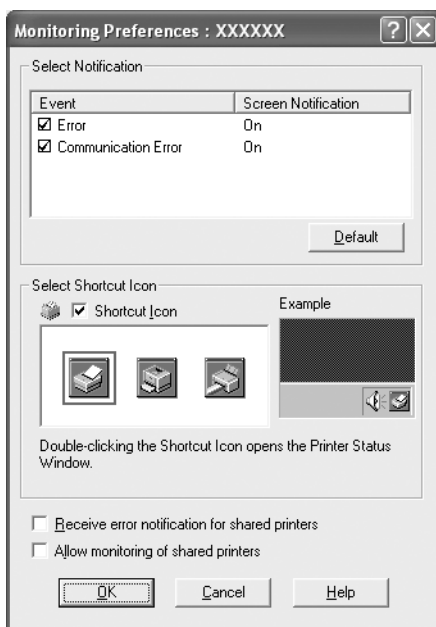 Monitoring Preferences : XXXXXX
Select Notification
Event Screen Notification
Error On
Communication Error On
Default
Select Shortcut Icon
Shortcut Icon
Example
Double-clicking the Shortcut Icon opens the Printer Status
Window.
Receive error notification for shared printers
Allow monitoring of shared printers
OK Cancel Help